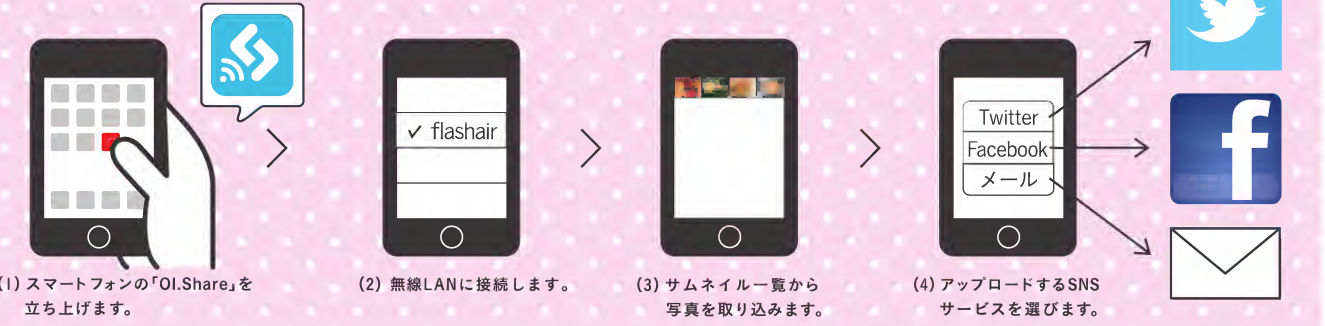 ✓ flashair
Twitter
Facebook
メール
f
(1) スマートフォンの「OI.Share」を
立ち上げます。
(2) 無線LANに接続します。
(3) サムネイル一覧から
写真を取り込みます。
(4) アップロードするSNS
サービスを選びます。